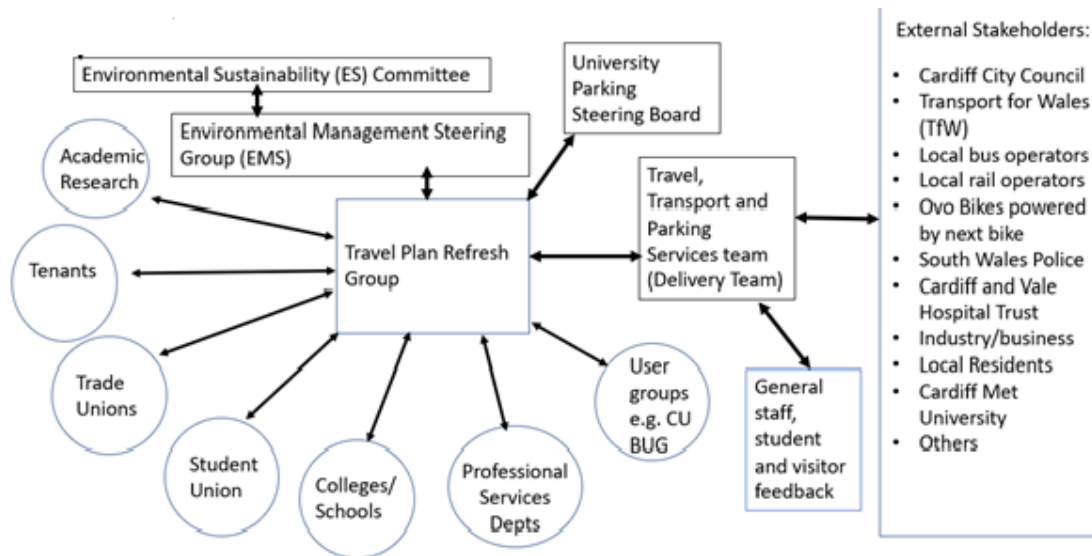 Environmental Sustainability (ES) Committee
Environmental Management Steering
Group (EMS)
University
Parking
Steering Board
Academic
Research
Tenants
Trade
Unions
Student
Union
Colleges/
Schools
Professional
Services
Depts
User
groups
e.g. CU
BUG
Travel Plan Refresh
Group
Travel,
Transport and
Parking
Services team
(Delivery Team)
General
staff,
student
and visitor
feedback
External Stakeholders:
• Cardiff City Council
• Transport for Wales
(TfW)
• Local bus operators
• Local rail operators
• Ovo Bikes powered
by next bike
• South Wales Police
• Cardiff and Vale
Hospital Trust
• Industry/business
• Local Residents
• Cardiff Met
University
• Others